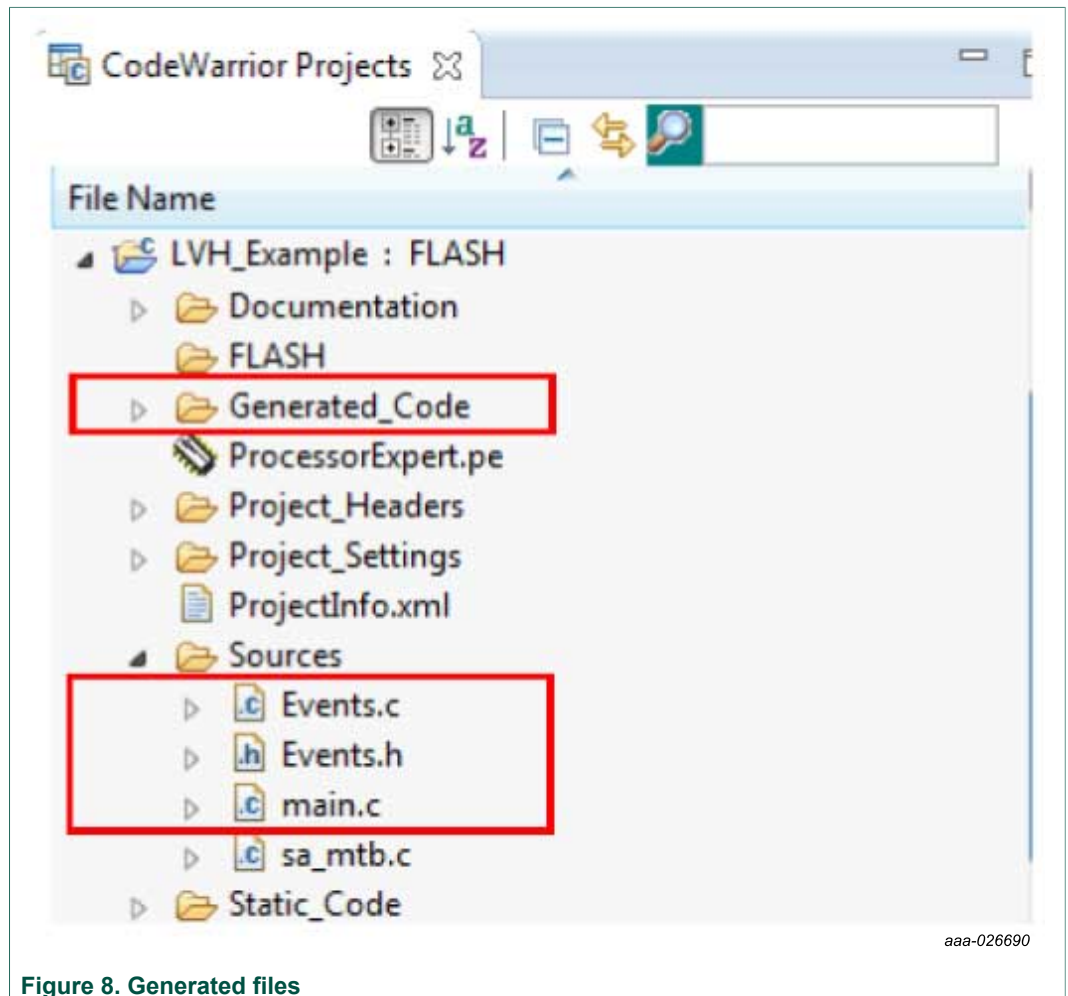 CodeWarrior Projects
File Name
LVH_Example : FLASH
Documentation
FLASH
Generated_Code
ProcessorExpert.pe
Project_Headers
Project_Settings
ProjectInfo.xml
Sources
.c Events.c
.h Events.h
.c main.c
.c sa_mtb.c
Static_Code
aaa-026690
Figure 8. Generated files